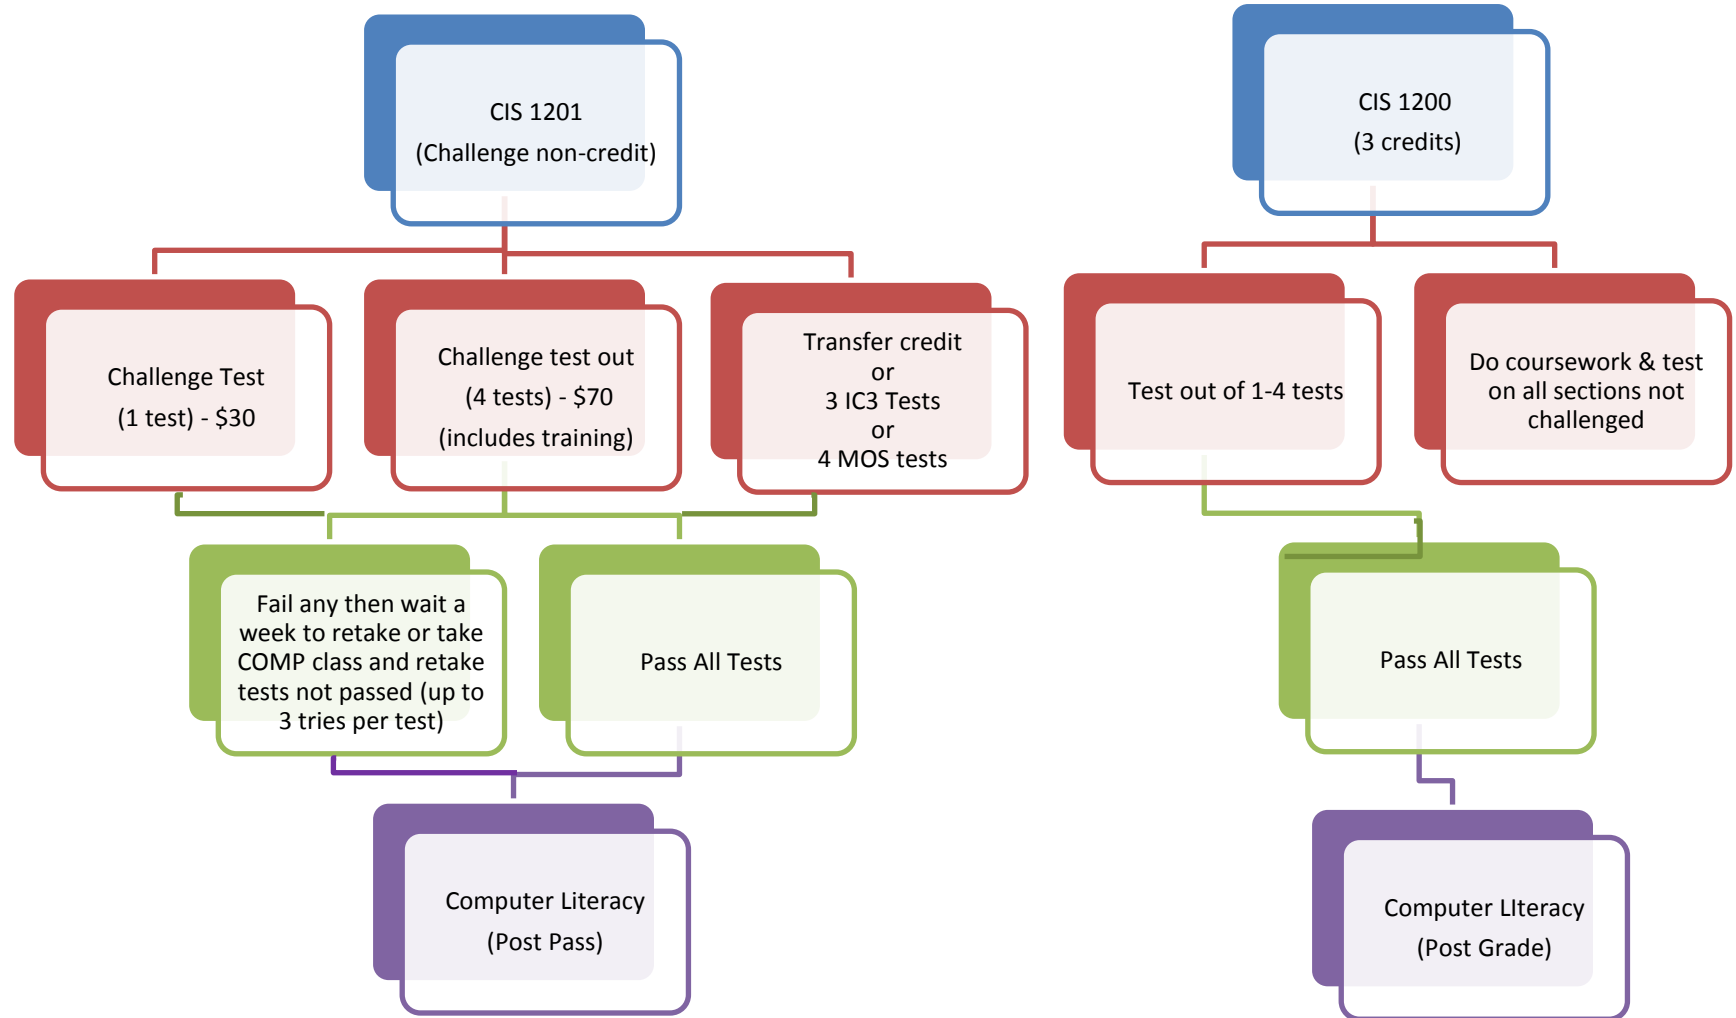 CIS 1201
(Challenge non-credit)
CIS 1200
(3 credits)
Challenge Test
(1 test) - $30
Challenge test out
(4 tests) - $70
(includes training)
Transfer credit
or
3 IC3 Tests
or
4 MOS tests
Test out of 1-4 tests
Do coursework & test
on all sections not
challenged
Fail any then wait a
week to retake or take
COMP class and retake
tests not passed (up to
3 tries per test)
Pass All Tests
Pass All Tests
Computer Literacy
(Post Pass)
Computer LIteracy
(Post Grade)